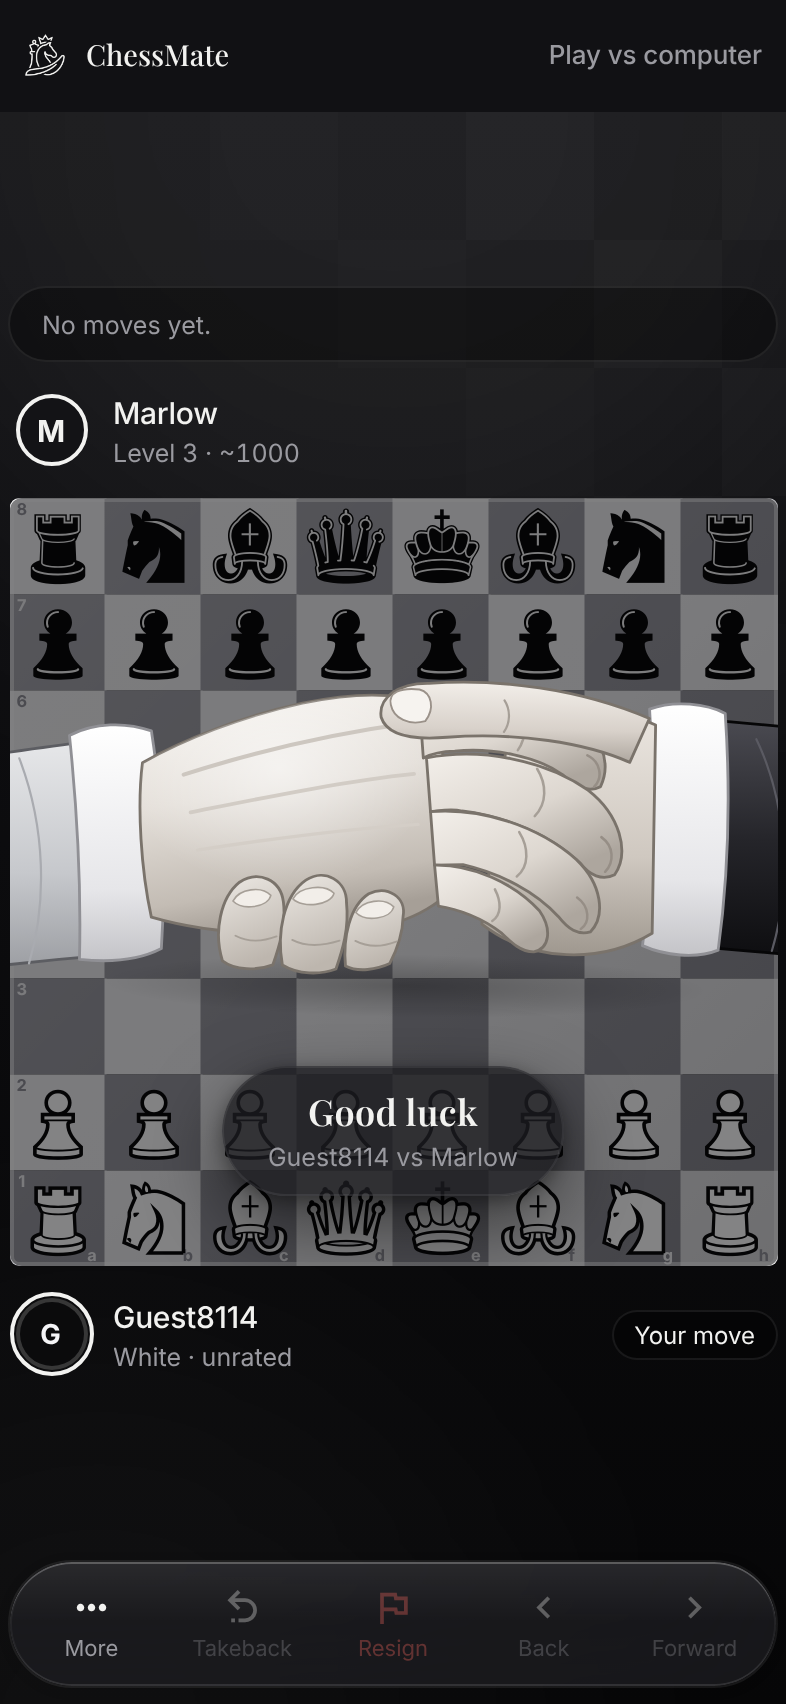 ChessMate
Play vs computer
No moves yet.
M
Marlow
Level 3 · ~1000
8
7
6
3
2
1
Good luck
Guest8114 vs Marlow
a b c d e f g h
G
Guest8114
White · unrated
Your move
More
Takeback
Resign
Back
Forward